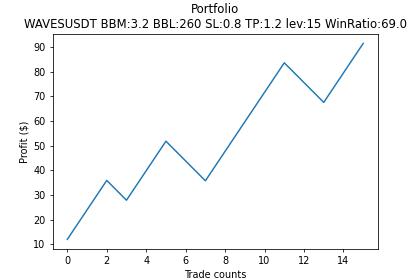 Portfolio
WAVESUSDT BBM:3.2 BBL:260 SL:0.8 TP:1.2 lev:15 WinRatio:69.0
Profit ($)
90
80
70
60
50
40
30
20
10
0 2 4 6 8 10 12 14
Trade counts